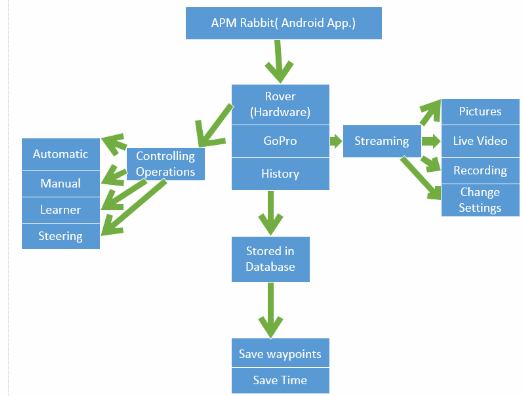 APM Rabbit( Android App.)
Rover
(Hardware)
GoPro
History
Streaming
Pictures
Live Video
Recording
Change
Settings
Controlling
Operations
Automatic
Manual
Learner
Steering
Stored in
Database
Save waypoints
Save Time